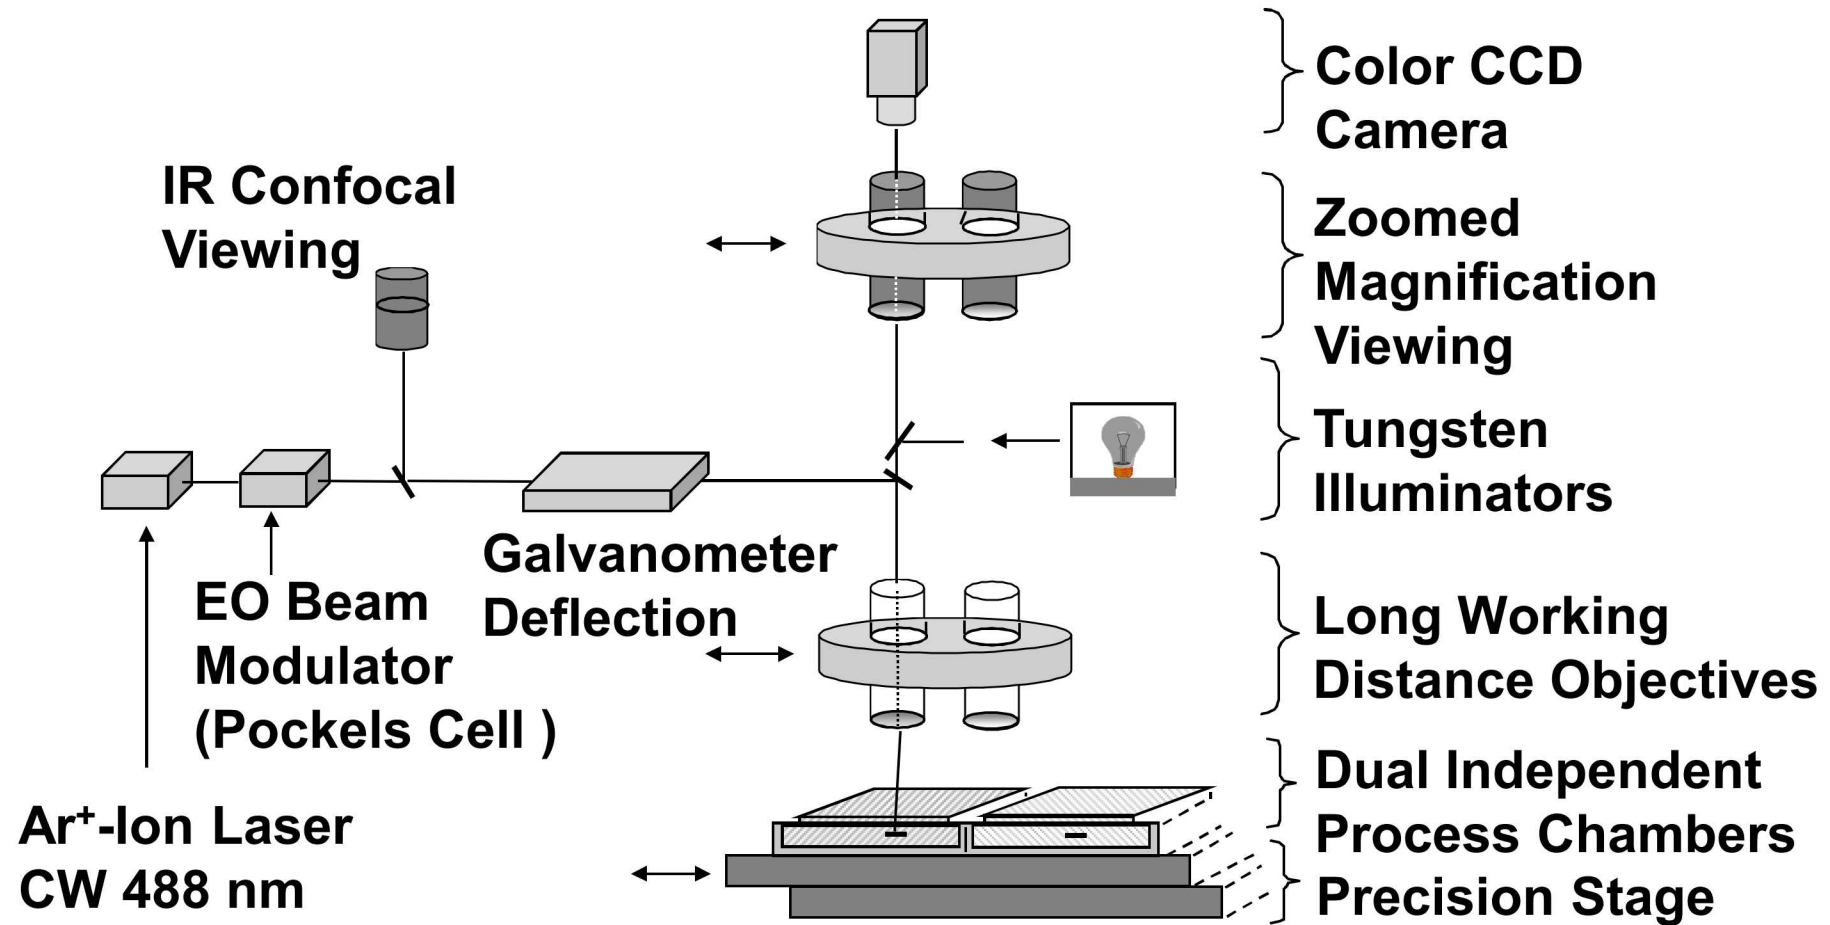 Color CCD
Camera
IR Confocal
Viewing
Zoomed
Magnification
Viewing
Tungsten
Illuminators
Galvanometer
Deflection
EO Beam
Modulator
(Pockels Cell )
Long Working
Distance Objectives
Ar⁺-Ion Laser
CW 488 nm
Dual Independent
Process Chambers
Precision Stage